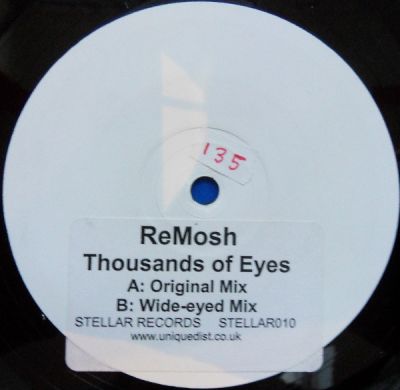 135
ReMosh
Thousands of Eyes
A: Original Mix
B: Wide-eyed Mix
STELLAR RECORDS STELLAR010
www.uniquedist.co.uk